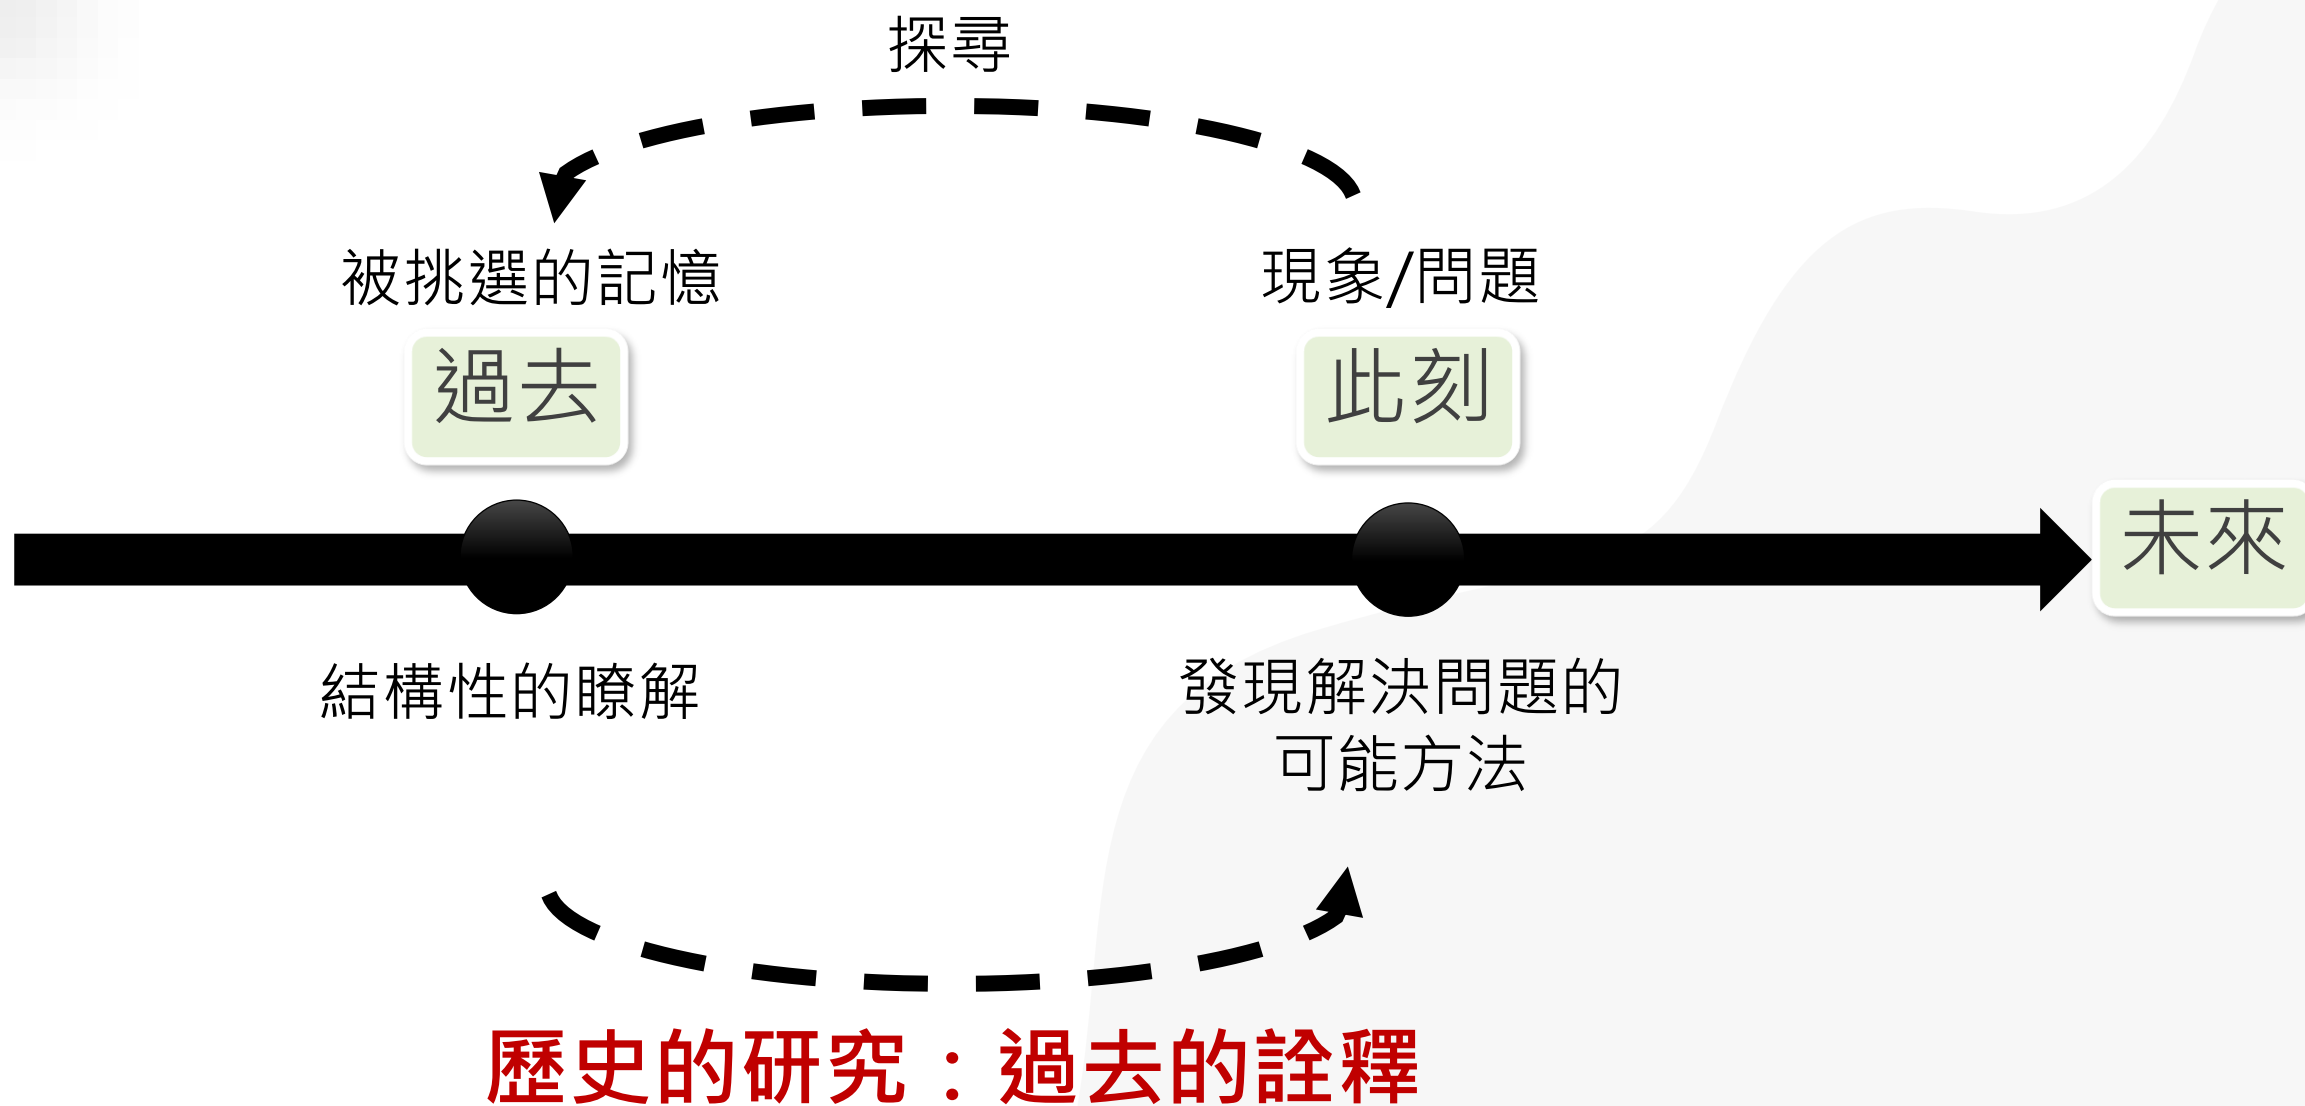 探尋
被挑選的記憶
現象/問題
過去
此刻
未來
結構性的瞭解
發現解決問題的
可能方法
歷史的研究：過去的詮釋